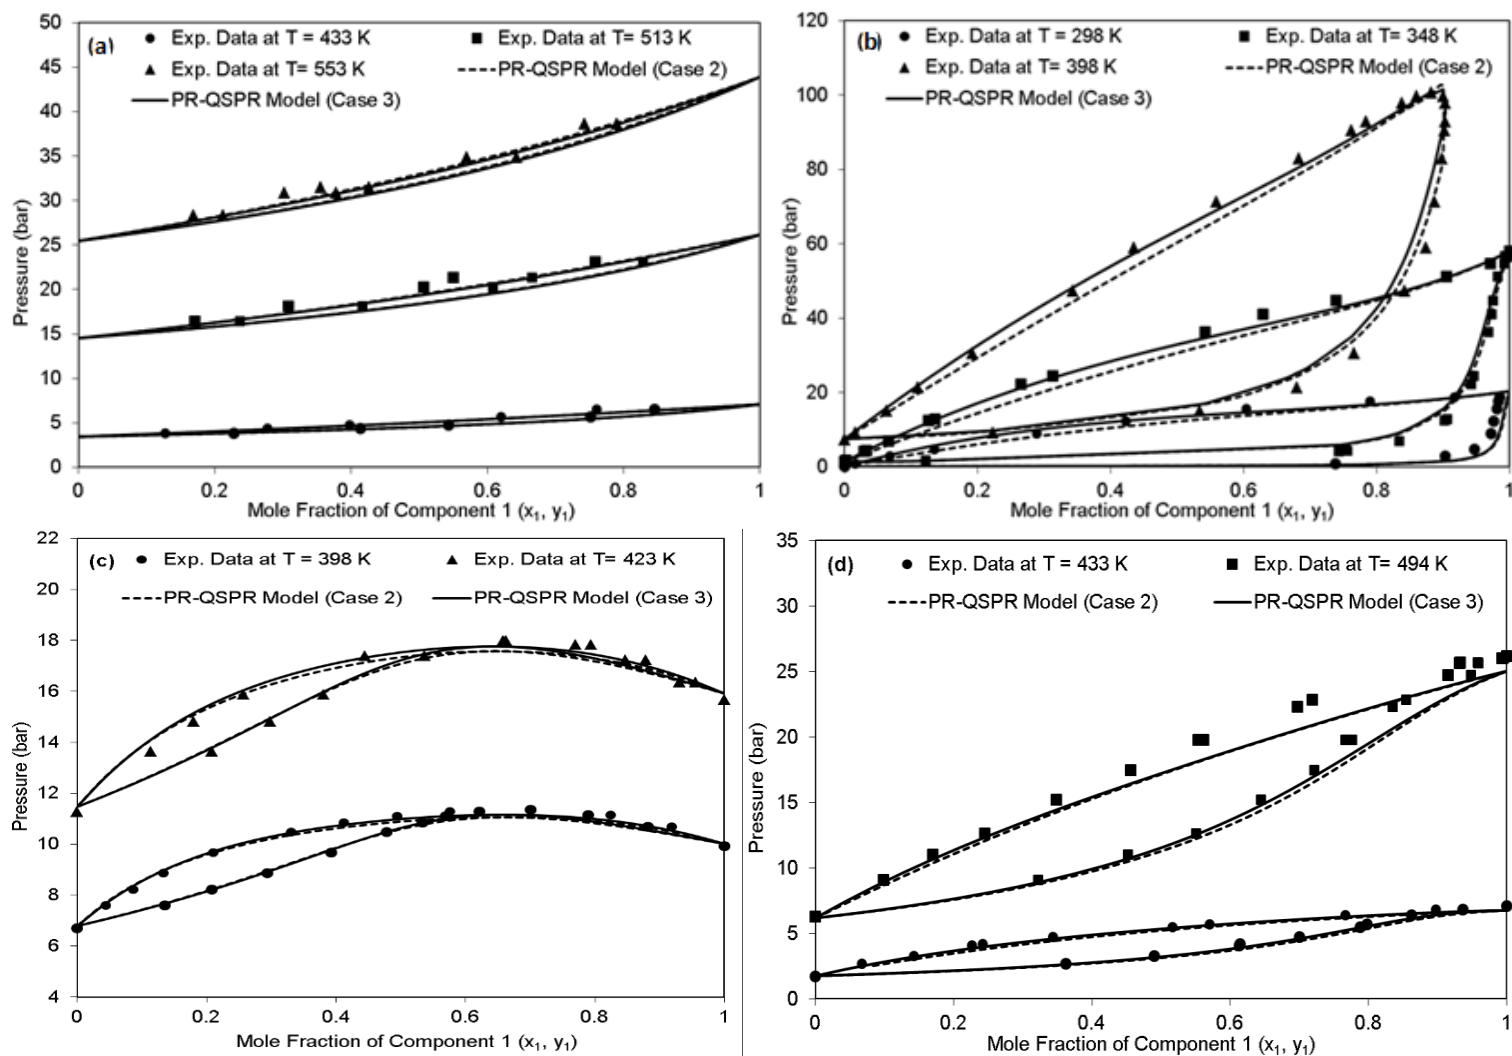 (a)
Exp. Data at T = 433 K
Exp. Data at T= 513 K
Exp. Data at T= 553 K
PR-QSPR Model (Case 2)
PR-QSPR Model (Case 3)
50
45
40
35
30
25
20
15
10
5
0
Pressure (bar)
0
0.2
0.4
0.6
0.8
1
Mole Fraction of Component 1 (x₁, y₁)
(b)
Exp. Data at T = 298 K
Exp. Data at T= 348 K
Exp. Data at T= 398 K
PR-QSPR Model (Case 2)
PR-QSPR Model (Case 3)
120
100
80
60
40
20
0
Pressure (bar)
0
0.2
0.4
0.6
0.8
1
Mole Fraction of Component 1 (x₁, y₁)
(c)
Exp. Data at T = 398 K
Exp. Data at T= 423 K
PR-QSPR Model (Case 2)
PR-QSPR Model (Case 3)
22
20
18
16
14
12
10
8
6
4
Pressure (bar)
0
0.2
0.4
0.6
0.8
1
Mole Fraction of Component 1 (x₁, y₁)
(d)
Exp. Data at T = 433 K
Exp. Data at T= 494 K
PR-QSPR Model (Case 2)
PR-QSPR Model (Case 3)
35
30
25
20
15
10
5
0
Pressure (bar)
0
0.2
0.4
0.6
0.8
1
Mole Fraction of Component 1 (x₁, y₁)